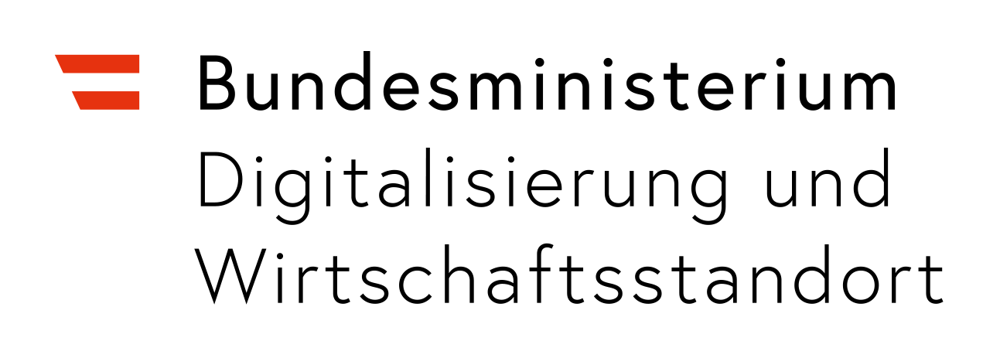 Bundesministerium
Digitalisierung und
Wirtschaftsstandort